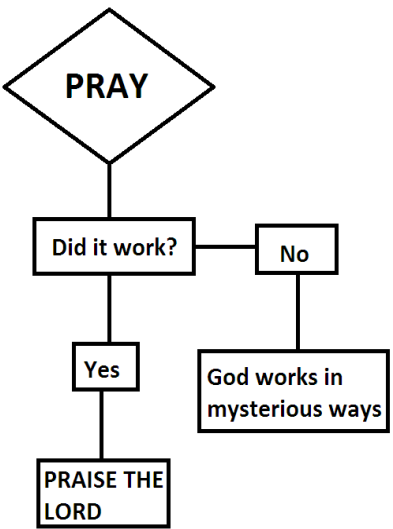 PRAY
Did it work?
No
Yes
God works in
mysterious ways
PRAISE THE
LORD